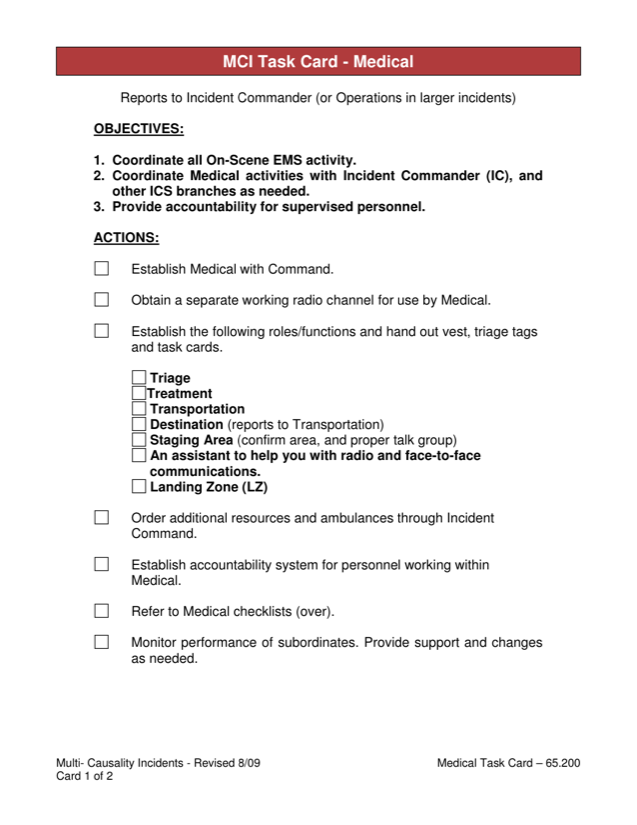 MCI Task Card - Medical
Reports to Incident Commander (or Operations in larger incidents)
OBJECTIVES:
1. Coordinate all On-Scene EMS activity.
2. Coordinate Medical activities with Incident Commander (IC), and
other ICS branches as needed.
3. Provide accountability for supervised personnel.
ACTIONS:
Establish Medical with Command.
Obtain a separate working radio channel for use by Medical.
Establish the following roles/functions and hand out vest, triage tags
and task cards.
Triage
Treatment
Transportation
Destination (reports to Transportation)
Staging Area (confirm area, and proper talk group)
An assistant to help you with radio and face-to-face
communications.
Landing Zone (LZ)
Order additional resources and ambulances through Incident
Command.
Establish accountability system for personnel working within
Medical.
Refer to Medical checklists (over).
Monitor performance of subordinates. Provide support and changes
as needed.
Multi- Causality Incidents - Revised 8/09
Medical Task Card – 65.200
Card 1 of 2